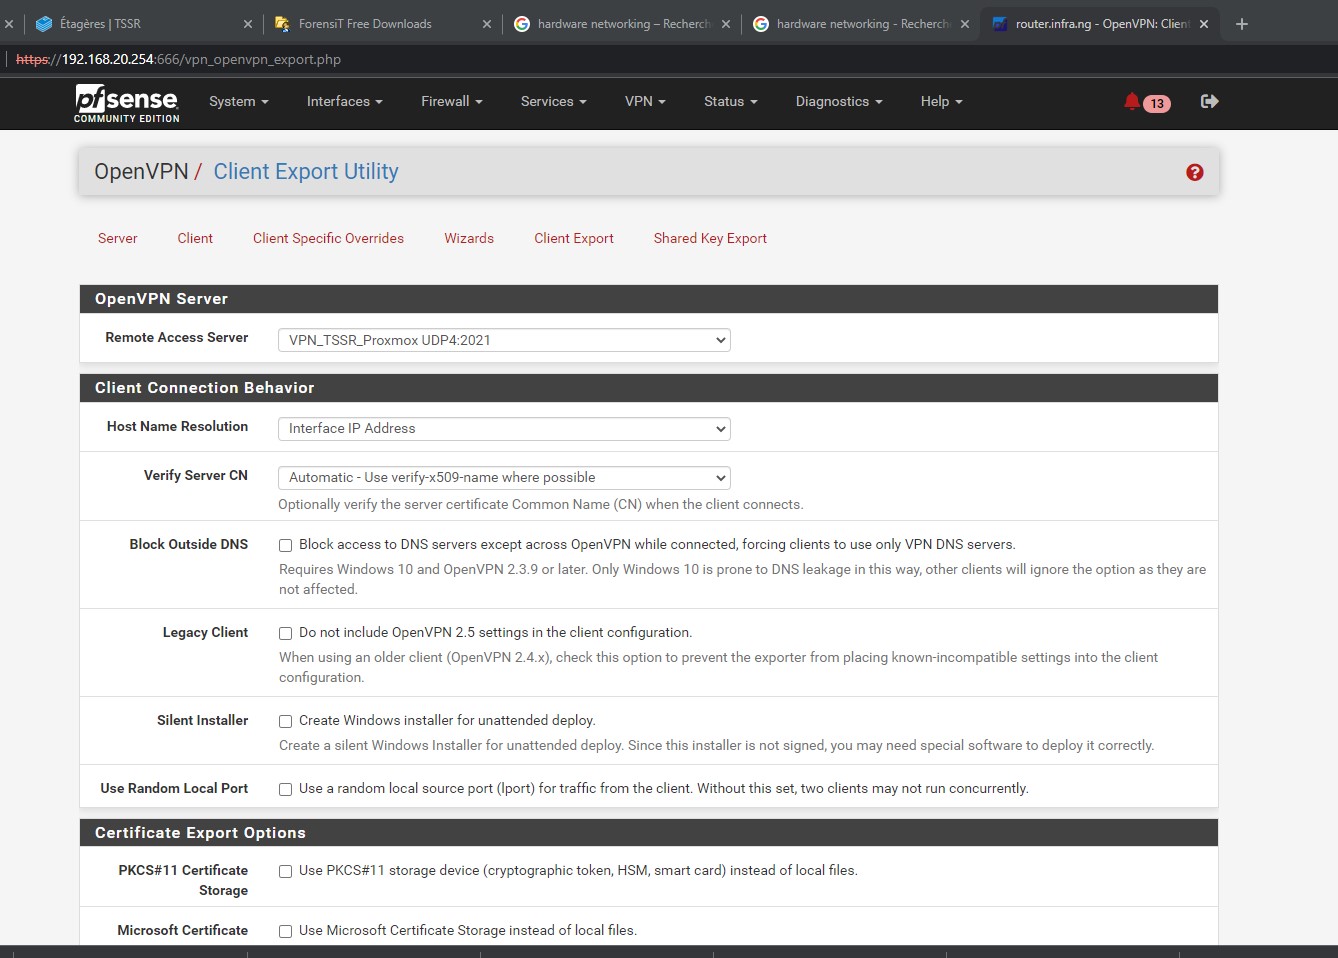 Étagères | TSSR
ForensiT Free Downloads
hardware networking – Recherch
hardware networking - Recherch
router.infra.ng - OpenVPN: Client
https://192.168.20.254:666/vpn_openvpn_export.php
pfsense
COMMUNITY EDITION
System
Interfaces
Firewall
Services
VPN
Status
Diagnostics
Help
13
OpenVPN / Client Export Utility
Server
Client
Client Specific Overrides
Wizards
Client Export
Shared Key Export
OpenVPN Server
Remote Access Server
VPN_TSSR_Proxmox UDP4:2021
Client Connection Behavior
Host Name Resolution
Interface IP Address
Verify Server CN
Automatic - Use verify-x509-name where possible
Optionally verify the server certificate Common Name (CN) when the client connects.
Block Outside DNS
Block access to DNS servers except across OpenVPN while connected, forcing clients to use only VPN DNS servers.
Requires Windows 10 and OpenVPN 2.3.9 or later. Only Windows 10 is prone to DNS leakage in this way, other clients will ignore the option as they are
not affected.
Legacy Client
Do not include OpenVPN 2.5 settings in the client configuration.
When using an older client (OpenVPN 2.4.x), check this option to prevent the exporter from placing known-incompatible settings into the client
configuration.
Silent Installer
Create Windows installer for unattended deploy.
Create a silent Windows Installer for unattended deploy. Since this installer is not signed, you may need special software to deploy it correctly.
Use Random Local Port
Use a random local source port (lport) for traffic from the client. Without this set, two clients may not run concurrently.
Certificate Export Options
PKCS#11 Certificate
Storage
Use PKCS#11 storage device (cryptographic token, HSM, smart card) instead of local files.
Microsoft Certificate
Use Microsoft Certificate Storage instead of local files.